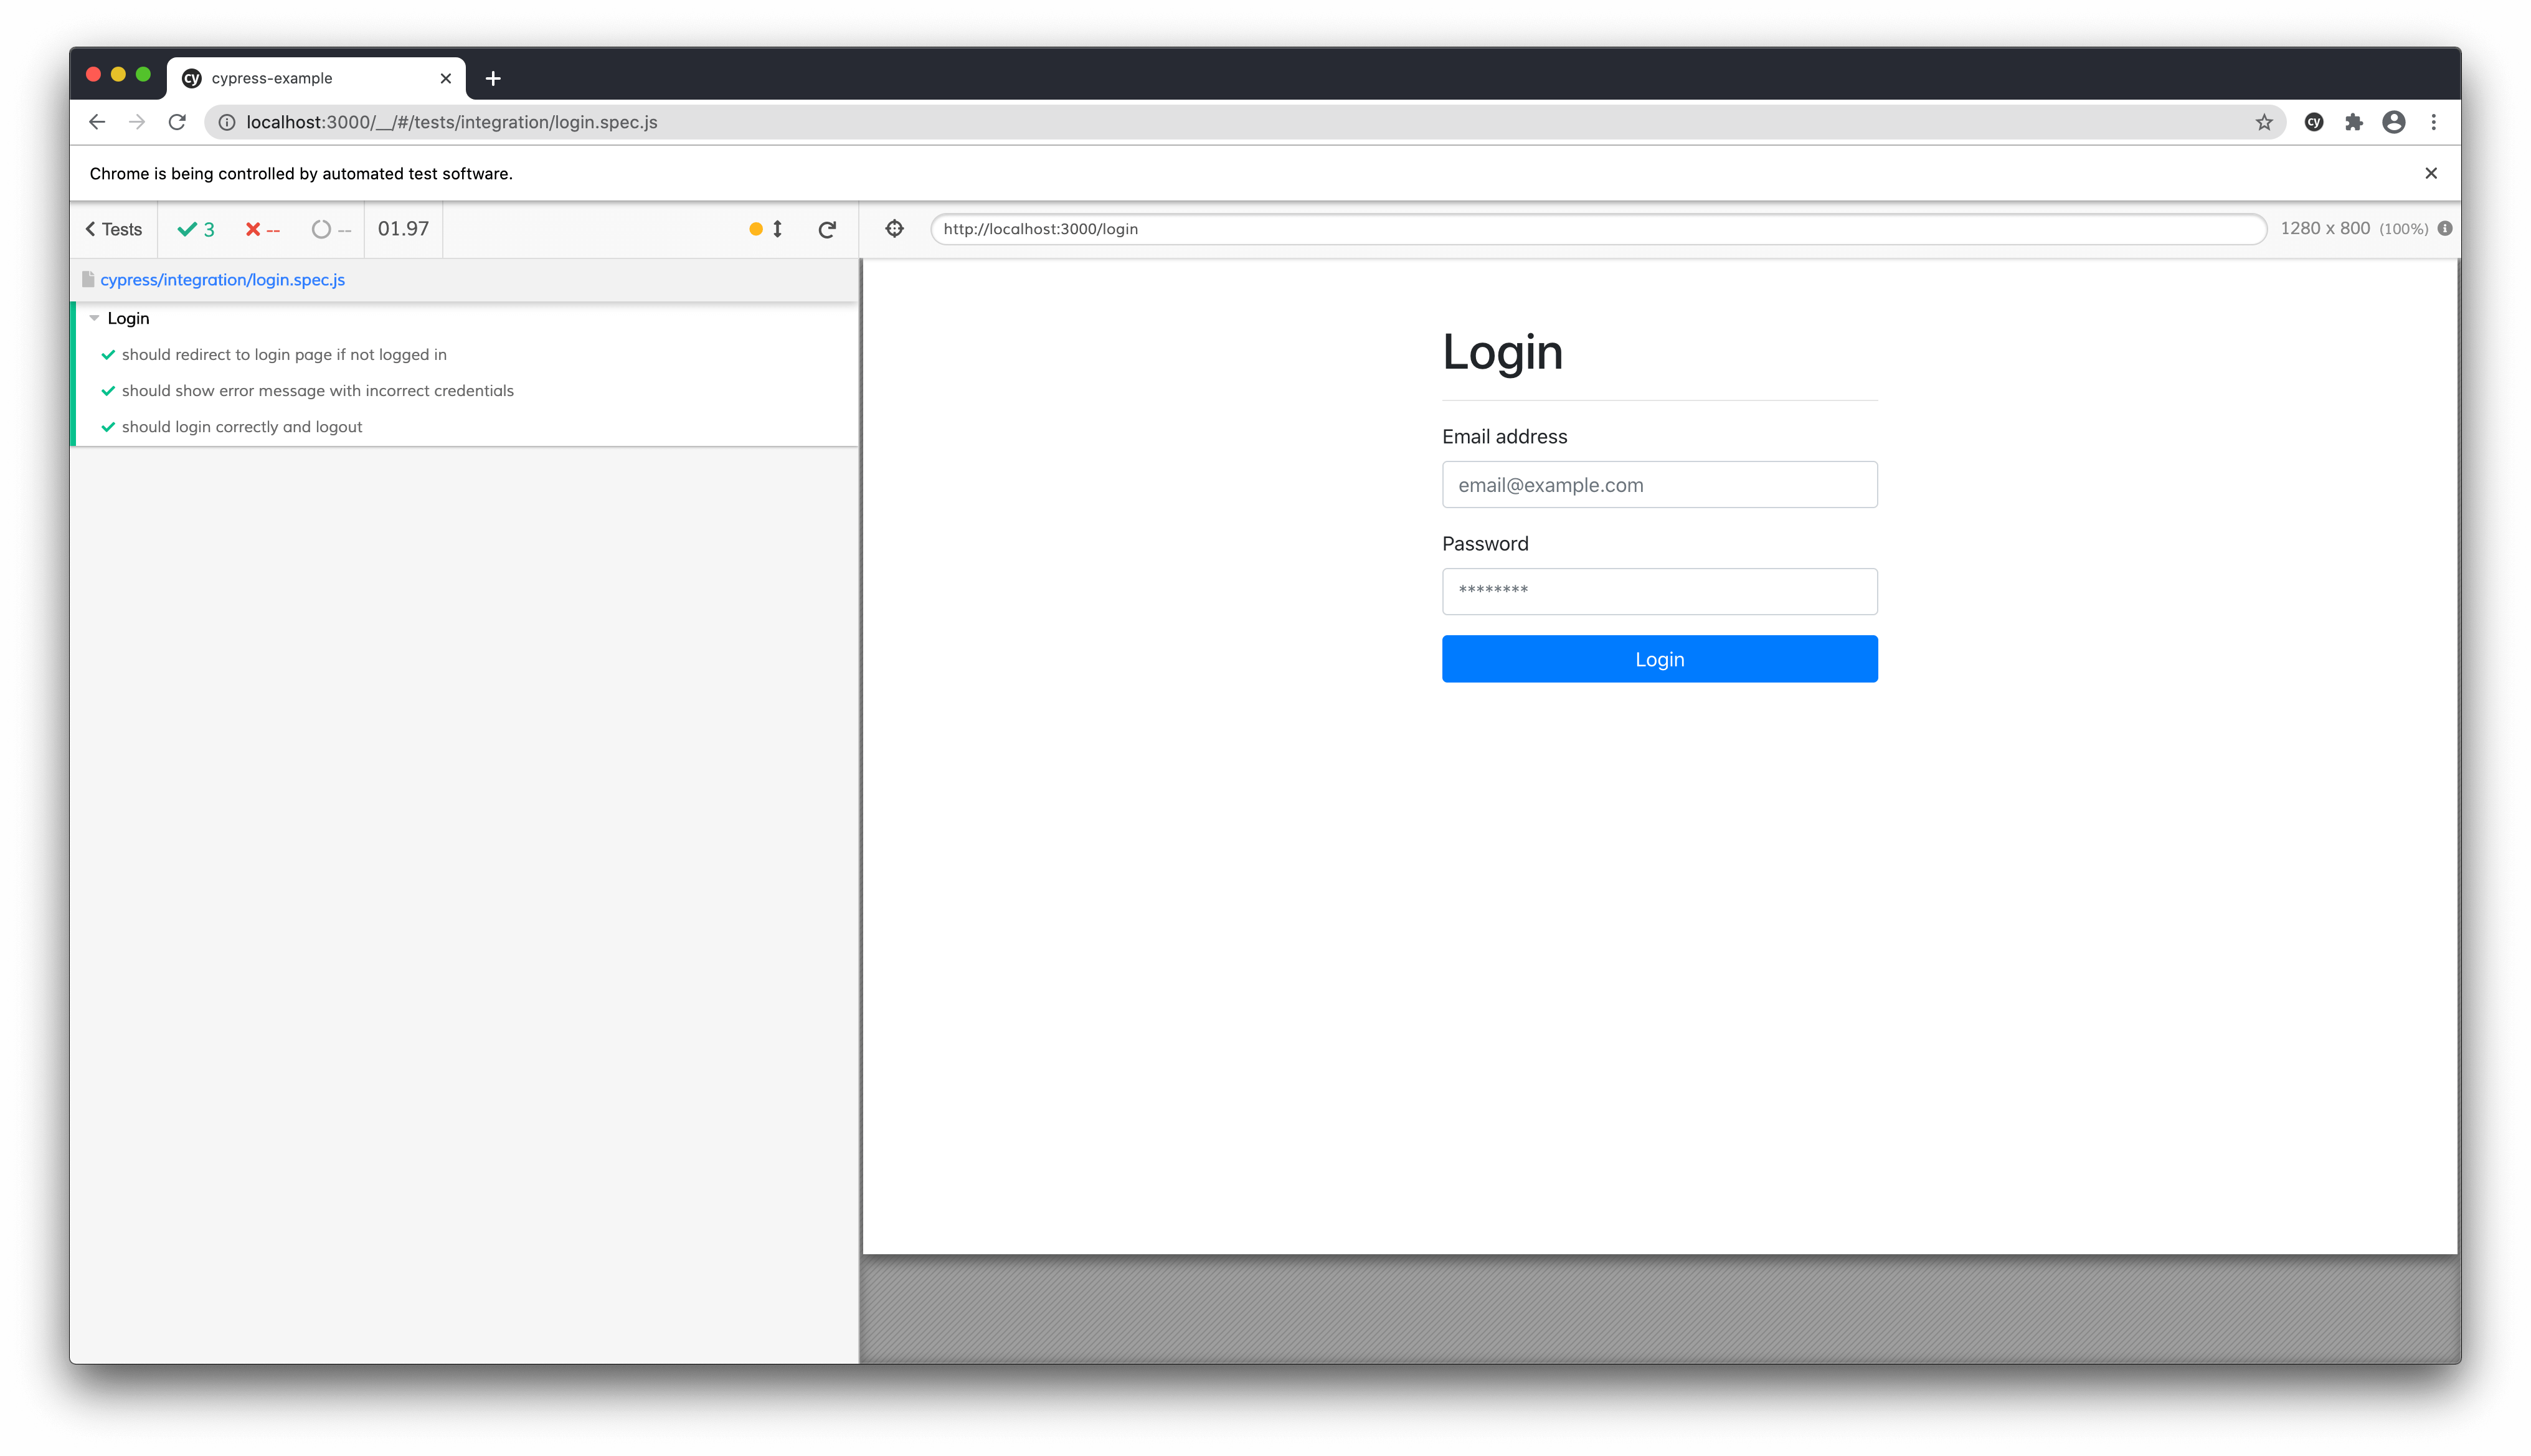 cy cypress-example
localhost:3000/__/#/tests/integration/login.spec.js
cy
Chrome is being controlled by automated test software.
Tests 3 -- -- 01.97
http://localhost:3000/login
1280 x 800 (100%)
cypress/integration/login.spec.js
Login
should redirect to login page if not logged in
should show error message with incorrect credentials
should login correctly and logout
Login
Email address
email@example.com
Password
********
Login